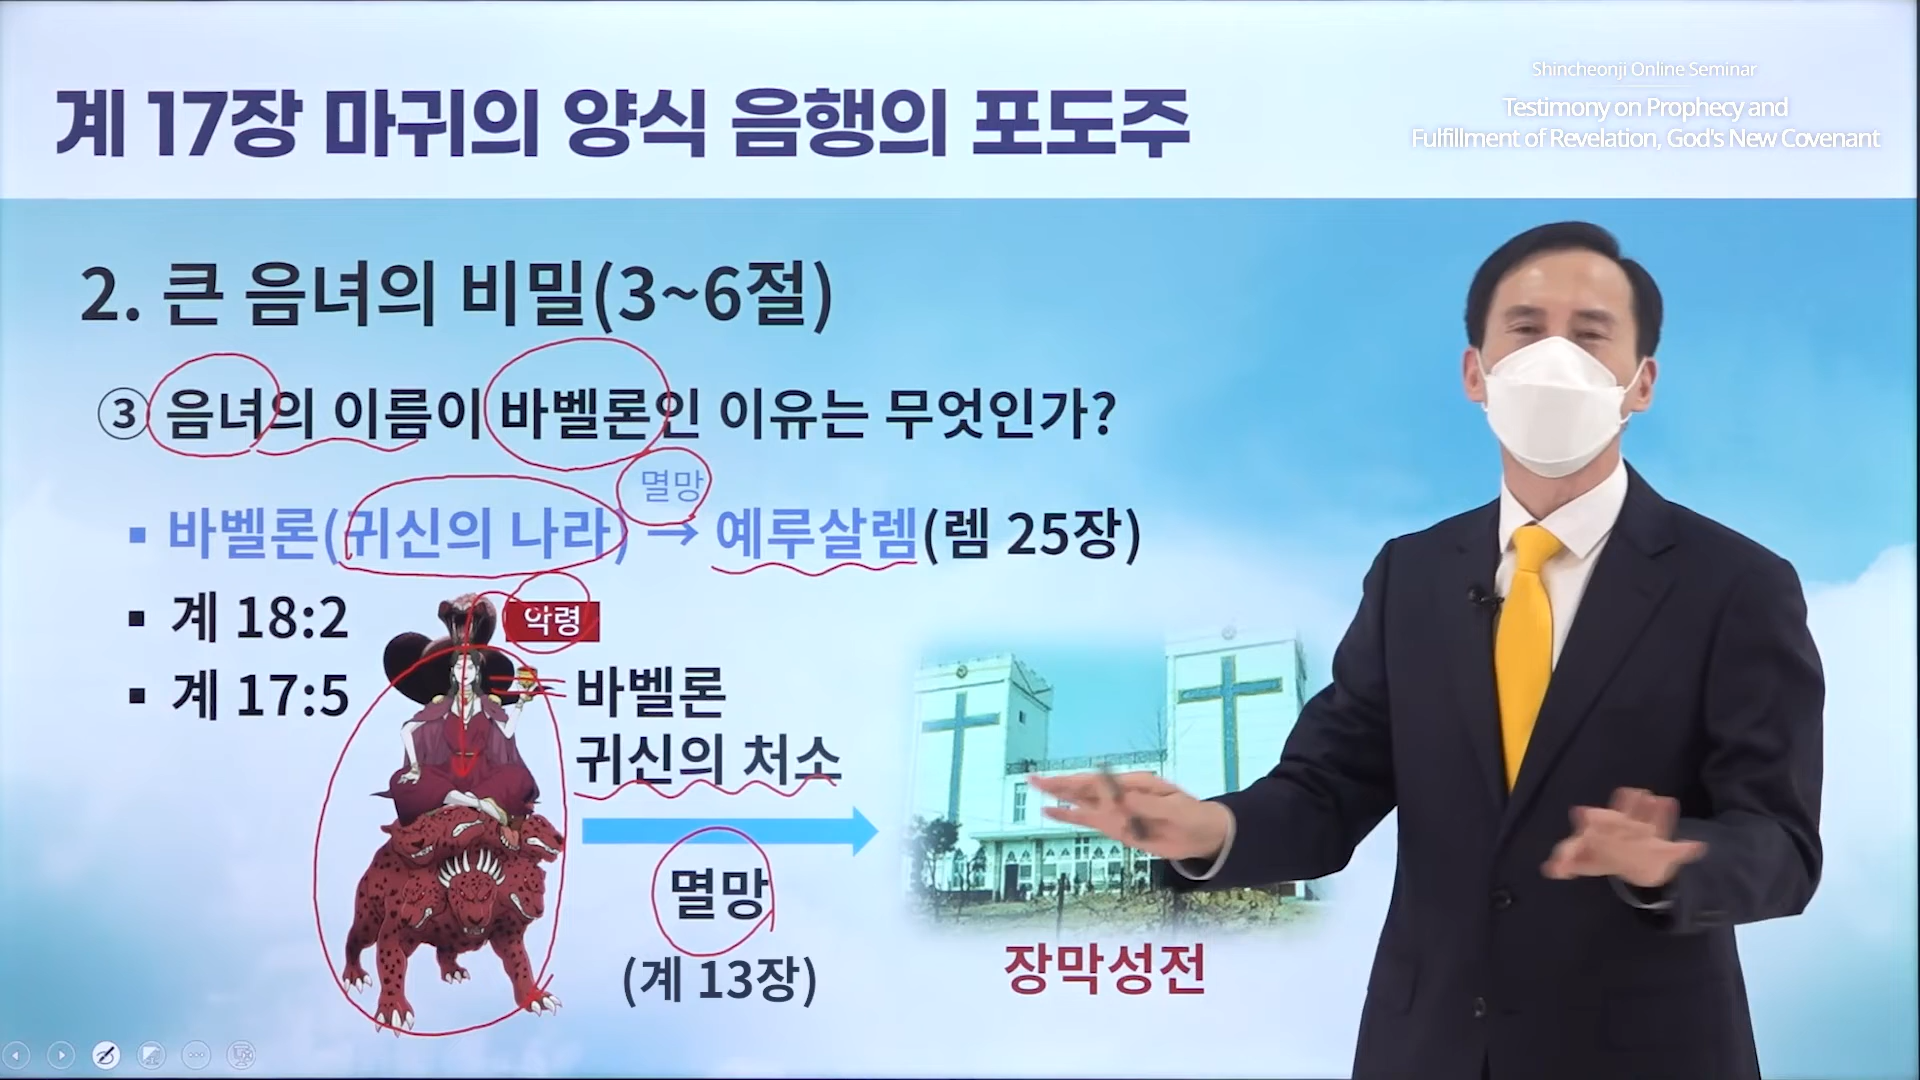 Shincheonji Online Seminar
Testimony on Prophecy and
Fulfillment of Revelation, God's New Covenant
계 17장 마귀의 양식 음행의 포도주
2. 큰 음녀의 비밀(3~6절)
③ 음녀의 이름이 바벨론인 이유는 무엇인가?
멸망
▪ 바벨론(귀신의 나라) → 예루살렘(렘 25장)
▪ 계 18:2
악령
▪ 계 17:5
바벨론
귀신의 처소
멸망
(계 13장)
장막성전